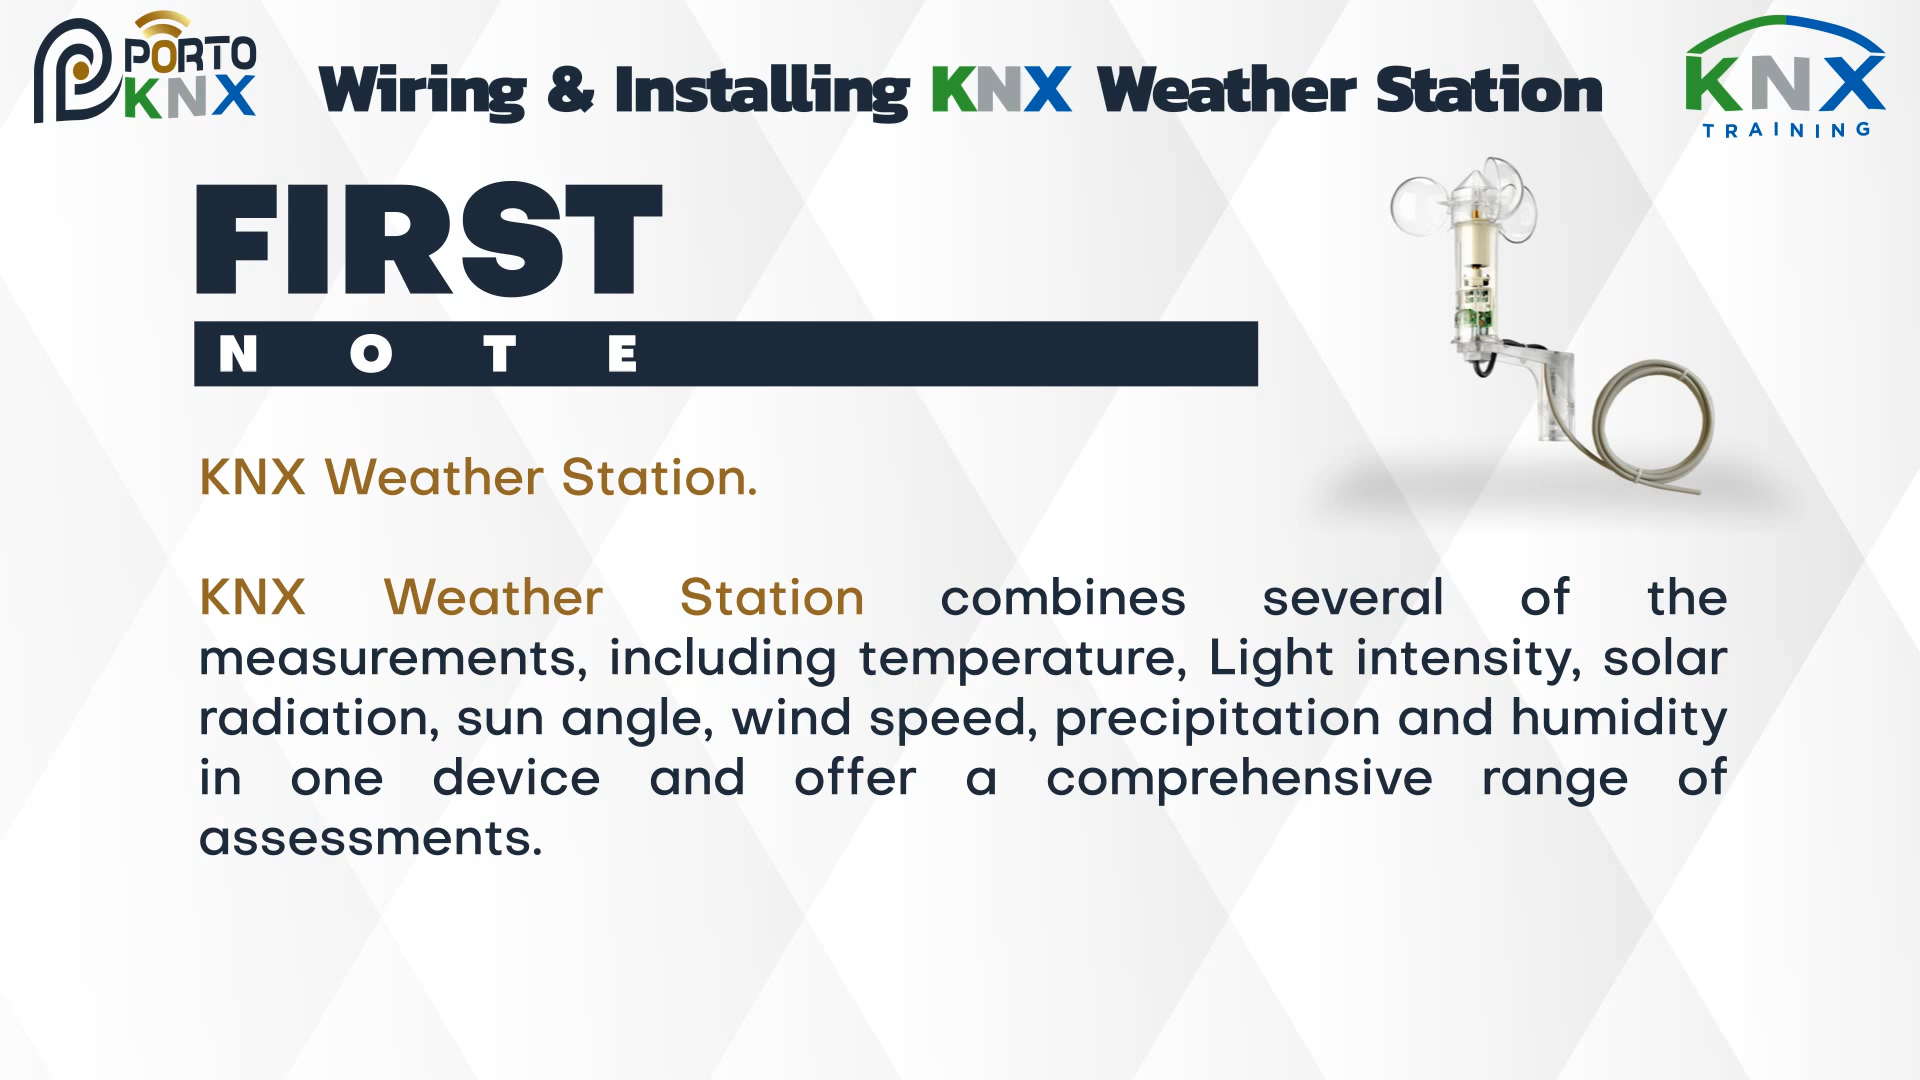 PORTO
KNX
Wiring & Installing KNX Weather Station
KNX
TRAINING
FIRST
NOTE
KNX Weather Station.
KNX Weather Station combines several of the
measurements, including temperature, Light intensity, solar
radiation, sun angle, wind speed, precipitation and humidity
in one device and offer a comprehensive range of
assessments.